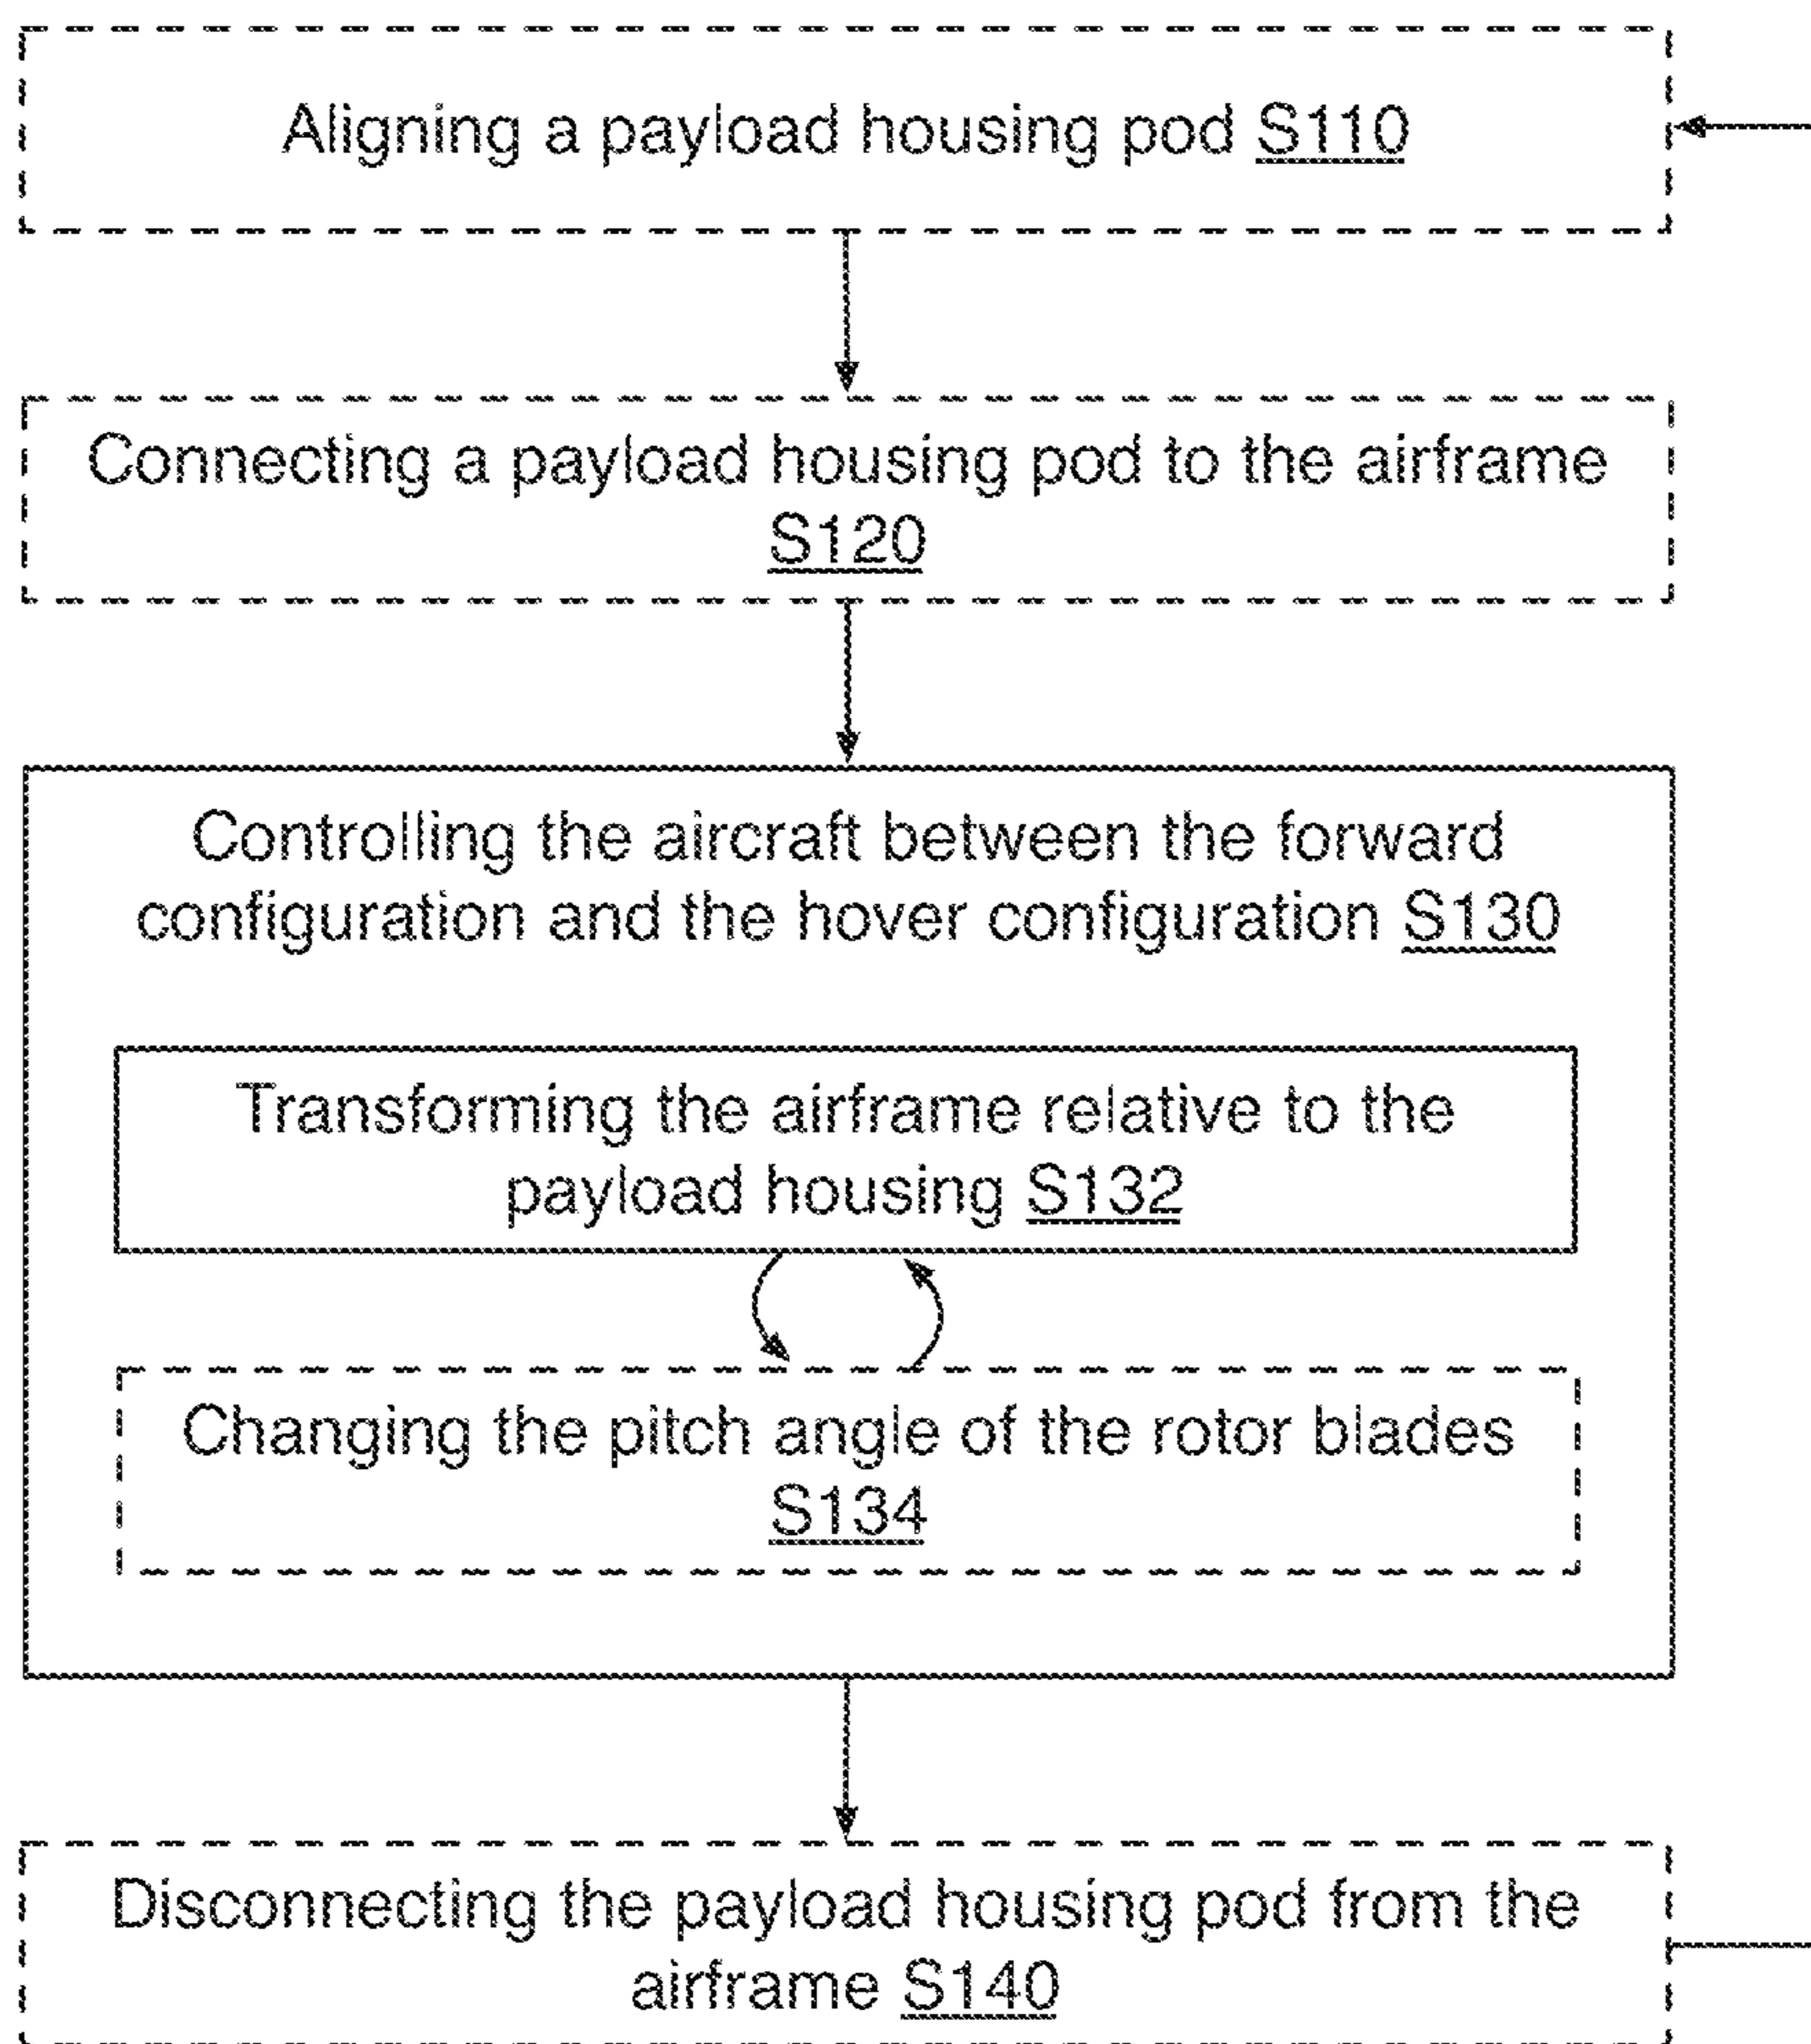 Aligning a payload housing pod S110
Connecting a payload housing pod to the airframe
S120
Controlling the aircraft between the forward
configuration and the hover configuration S130
Transforming the airframe relative to the
payload housing S132
Changing the pitch angle of the rotor blades
S134
Disconnecting the payload housing pod from the
airframe S140